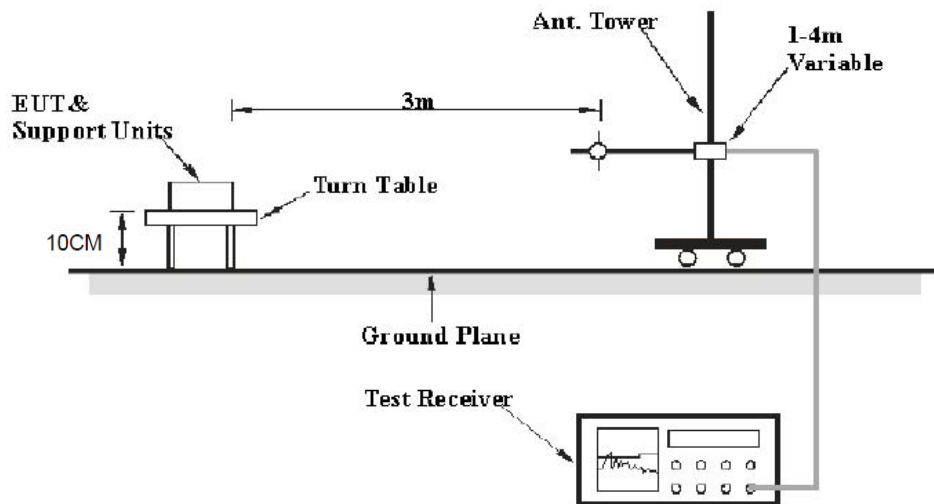 Ant. Tower
1-4m
Variable
3m
EUT&
Support Units
Turn Table
10CM
Ground Plane
Test Receiver